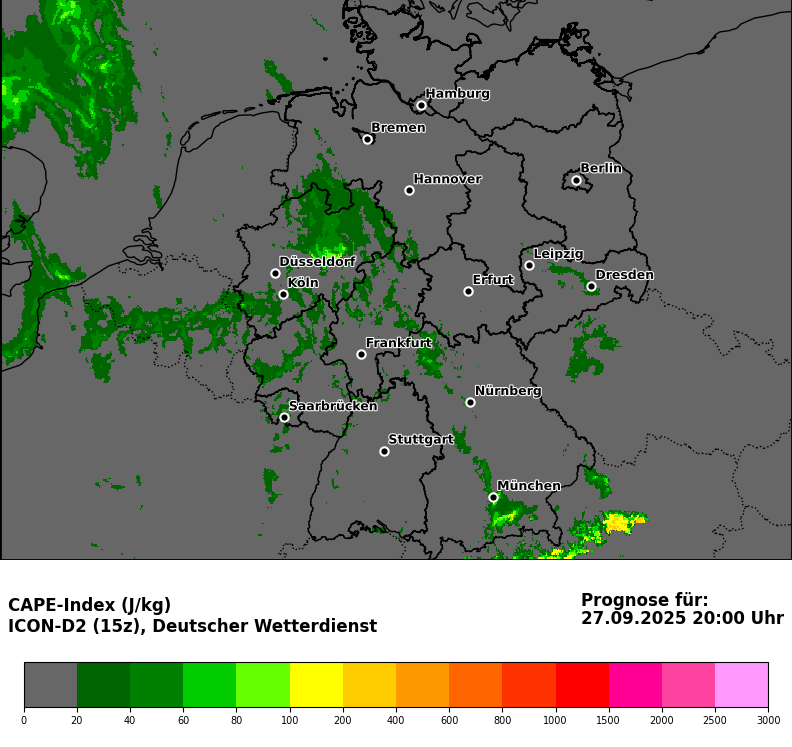 Hamburg
Bremen
Berlin
Hannover
Leipzig
Düsseldorf
Dresden
Köln
Erfurt
Frankfurt
Nürnberg
Saarbrücken
Stuttgart
München
CAPE-Index (J/kg)
ICON-D2 (15z), Deutscher Wetterdienst
Prognose für:
27.09.2025 20:00 Uhr
0 20 40 60 80 100 200 400 600 800 1000 1500 2000 2500 3000